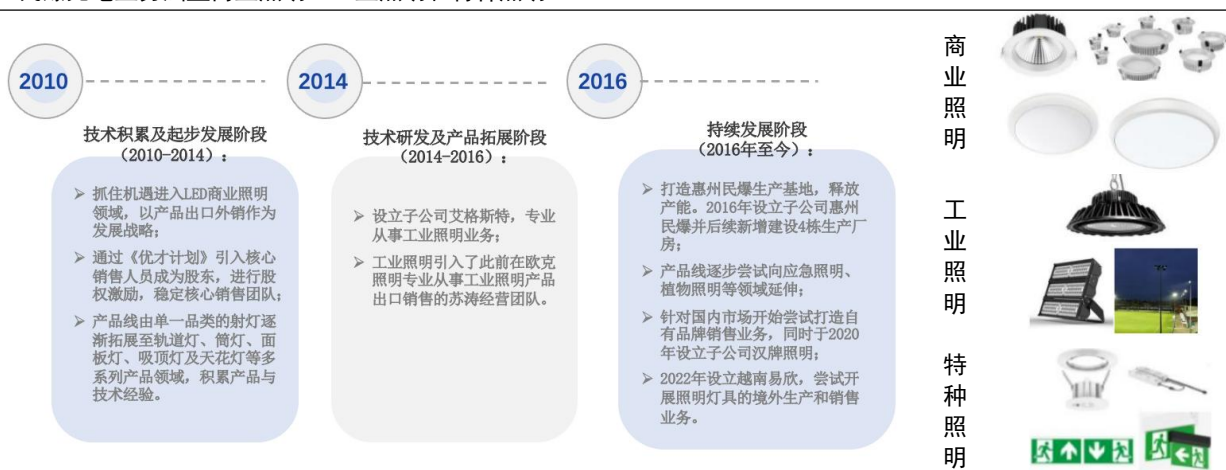 2010
2014
2016
技术积累及起步发展阶段
（2010-2014）：
➢ 抓住机遇进入LED商业照明
领域，以产品出口外销作为
发展战略；
➢ 通过《优才计划》引入核心
销售人员成为股东，进行股
权激励，稳定核心销售团队；
➢ 产品线由单一品类的射灯逐
渐拓展至轨道灯、筒灯、面
板灯、吸顶灯及天花灯等多
系列产品领域，积累产品与
技术经验。
技术研发及产品拓展阶段
（2014-2016）：
➢ 设立子公司艾格斯特，专业
从事工业照明业务；
➢ 工业照明引入了此前在欧克
照明专业从事工业照明产品
出口销售的苏涛经营团队。
持续发展阶段
（2016年至今）：
➢ 打造惠州民爆生产基地，释放
产能。2016年设立子公司惠州
民爆并后续新增建设4栋生产厂
房；
➢ 产品线逐步尝试向应急照明、
植物照明等领域延伸；
➢ 针对国内市场开始尝试打造自
有品牌销售业务，同时于2020
年设立子公司汉牌照明；
➢ 2022年设立越南易欣，尝试开
展照明灯具的境外生产和销售
业务。
商
业
照
明
工
业
照
明
特
种
照
明